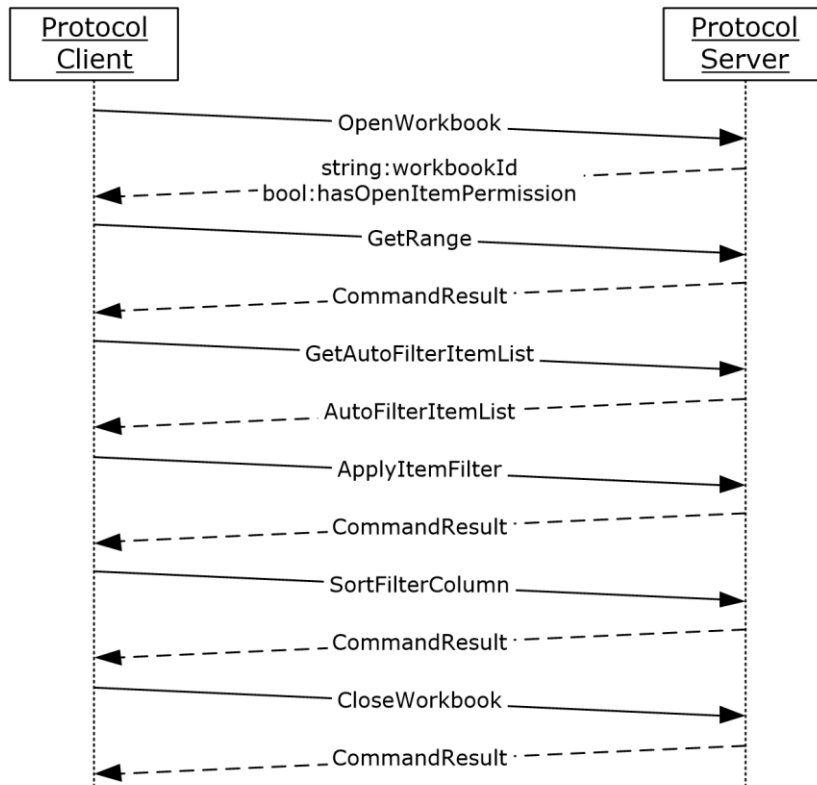 Protocol
Client
Protocol
Server
OpenWorkbook
string:workbookId
bool:hasOpenItemPermission
GetRange
CommandResult
GetAutoFilterItemList
AutoFilterItemList
ApplyItemFilter
CommandResult
SortFilterColumn
CommandResult
CloseWorkbook
CommandResult